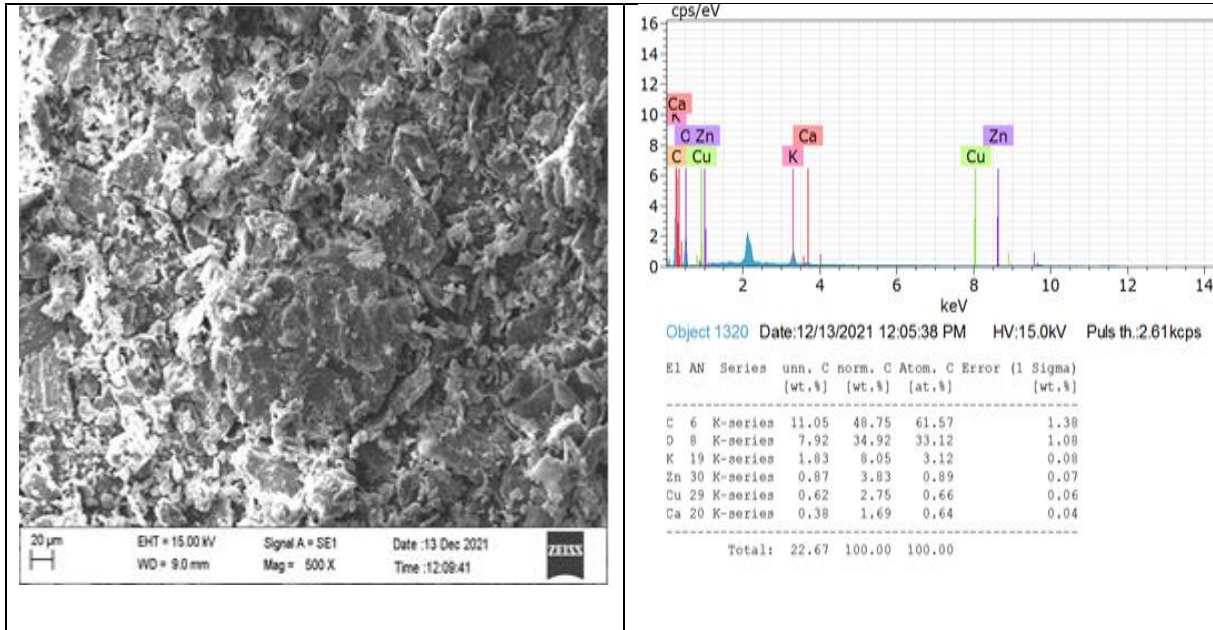 20 µm
EHT = 15.00 kV
Signal A = SE1
Date :13 Dec 2021
WD = 9.0 mm
Mag = 500 X
Time :12:09:41
ZEISS
cps/eV
16
14
12
10
8
6
4
2
0
Ca
O Zn
C Cu
K
Ca
Cu
Zn
2 4 6 8 10 12 14
keV
Object 1320 Date:12/13/2021 12:05:38 PM HV:15.0kV Puls th.:2.61kcps
El AN Series unn. C norm. C Atom. C Error (1 Sigma)
[wt.%] [wt.%] [at.%] [wt.%]
C 6 K-series 11.05 48.75 61.57 1.38
O 8 K-series 7.92 34.92 33.12 1.08
K 19 K-series 1.83 8.05 3.12 0.08
Zn 30 K-series 0.87 3.83 0.89 0.07
Cu 29 K-series 0.62 2.75 0.66 0.06
Ca 20 K-series 0.38 1.69 0.64 0.04
Total: 22.67 100.00 100.00